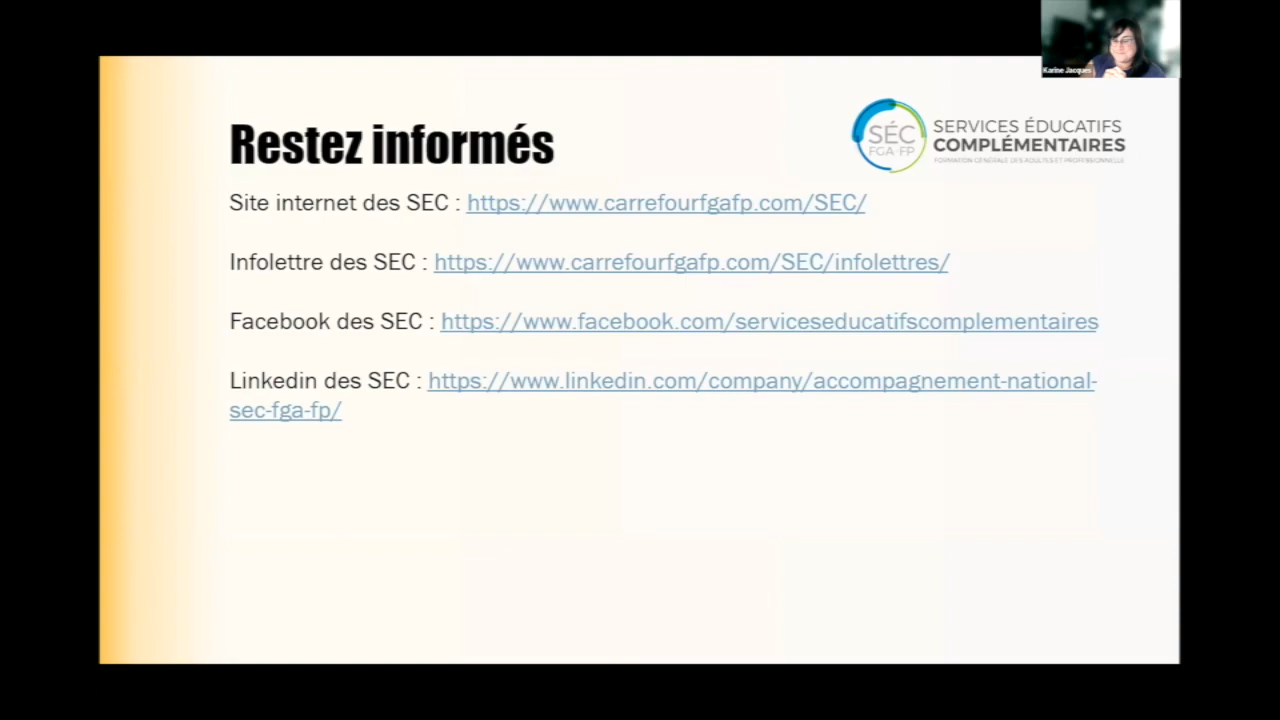 Karine Jacques
SÉC
FGA-FP
SERVICES ÉDUCATIFS
COMPLÉMENTAIRES
FORMATION GÉNÉRALE DES ADULTES ET PROFESSIONNELLE
Restez informés
Site internet des SEC : https://www.carrefourfgafp.com/SEC/
Infolettre des SEC : https://www.carrefourfgafp.com/SEC/infolettres/
Facebook des SEC : https://www.facebook.com/serviceseducatifscomplementaires
Linkedin des SEC : https://www.linkedin.com/company/accompagnement-national-
sec-fga-fp/